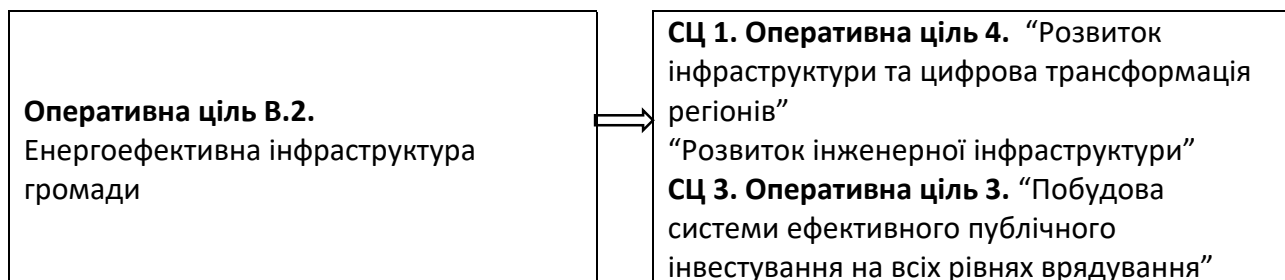 Оперативна ціль В.2.
Енергоефективна інфраструктура
громади
СЦ 1. Оперативна ціль 4.  “Розвиток
інфраструктури та цифрова трансформація
регіонів”
“Розвиток інженерної інфраструктури”
СЦ 3. Оперативна ціль 3. “Побудова
системи ефективного публічного
інвестування на всіх рівнях врядування”